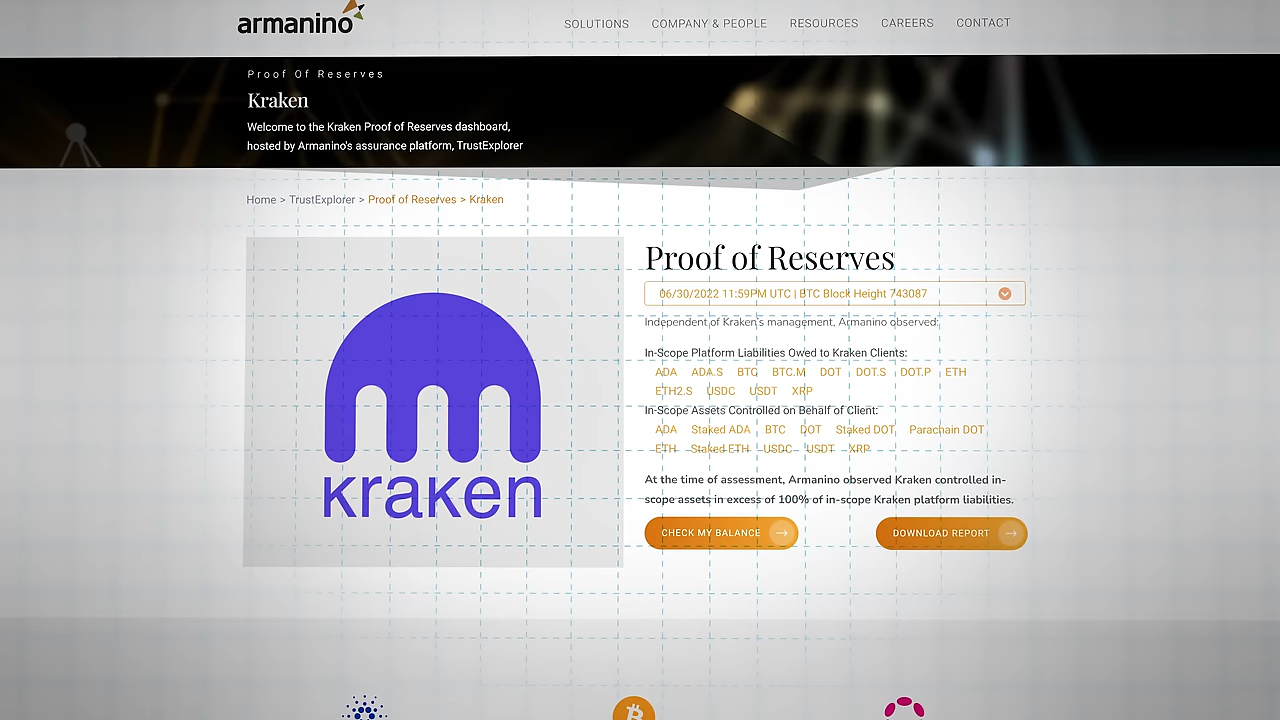 armanino
SOLUTIONS COMPANY & PEOPLE RESOURCES CAREERS CONTACT
Proof Of Reserves
Kraken
Welcome to the Kraken Proof of Reserves dashboard,
hosted by Armanino's assurance platform, TrustExplorer
Home > TrustExplorer > Proof of Reserves > Kraken
kraken
Proof of Reserves
06/30/2022 11:59PM UTC | BTC Block Height 743087
Independent of Kraken's management, Armanino observed:
In-Scope Platform Liabilities Owed to Kraken Clients:
ADA ADA.S BTC BTC.M DOT DOT.S DOT.P ETH
ETH2.S USDC USDT XRP
In-Scope Assets Controlled on Behalf of Client:
ADA Staked ADA BTC DOT Staked DOT Parachain DOT
ETH Staked ETH USDC USDT XRP
At the time of assessment, Armanino observed Kraken controlled in-
scope assets in excess of 100% of in-scope Kraken platform liabilities.
CHECK MY BALANCE
DOWNLOAD REPORT